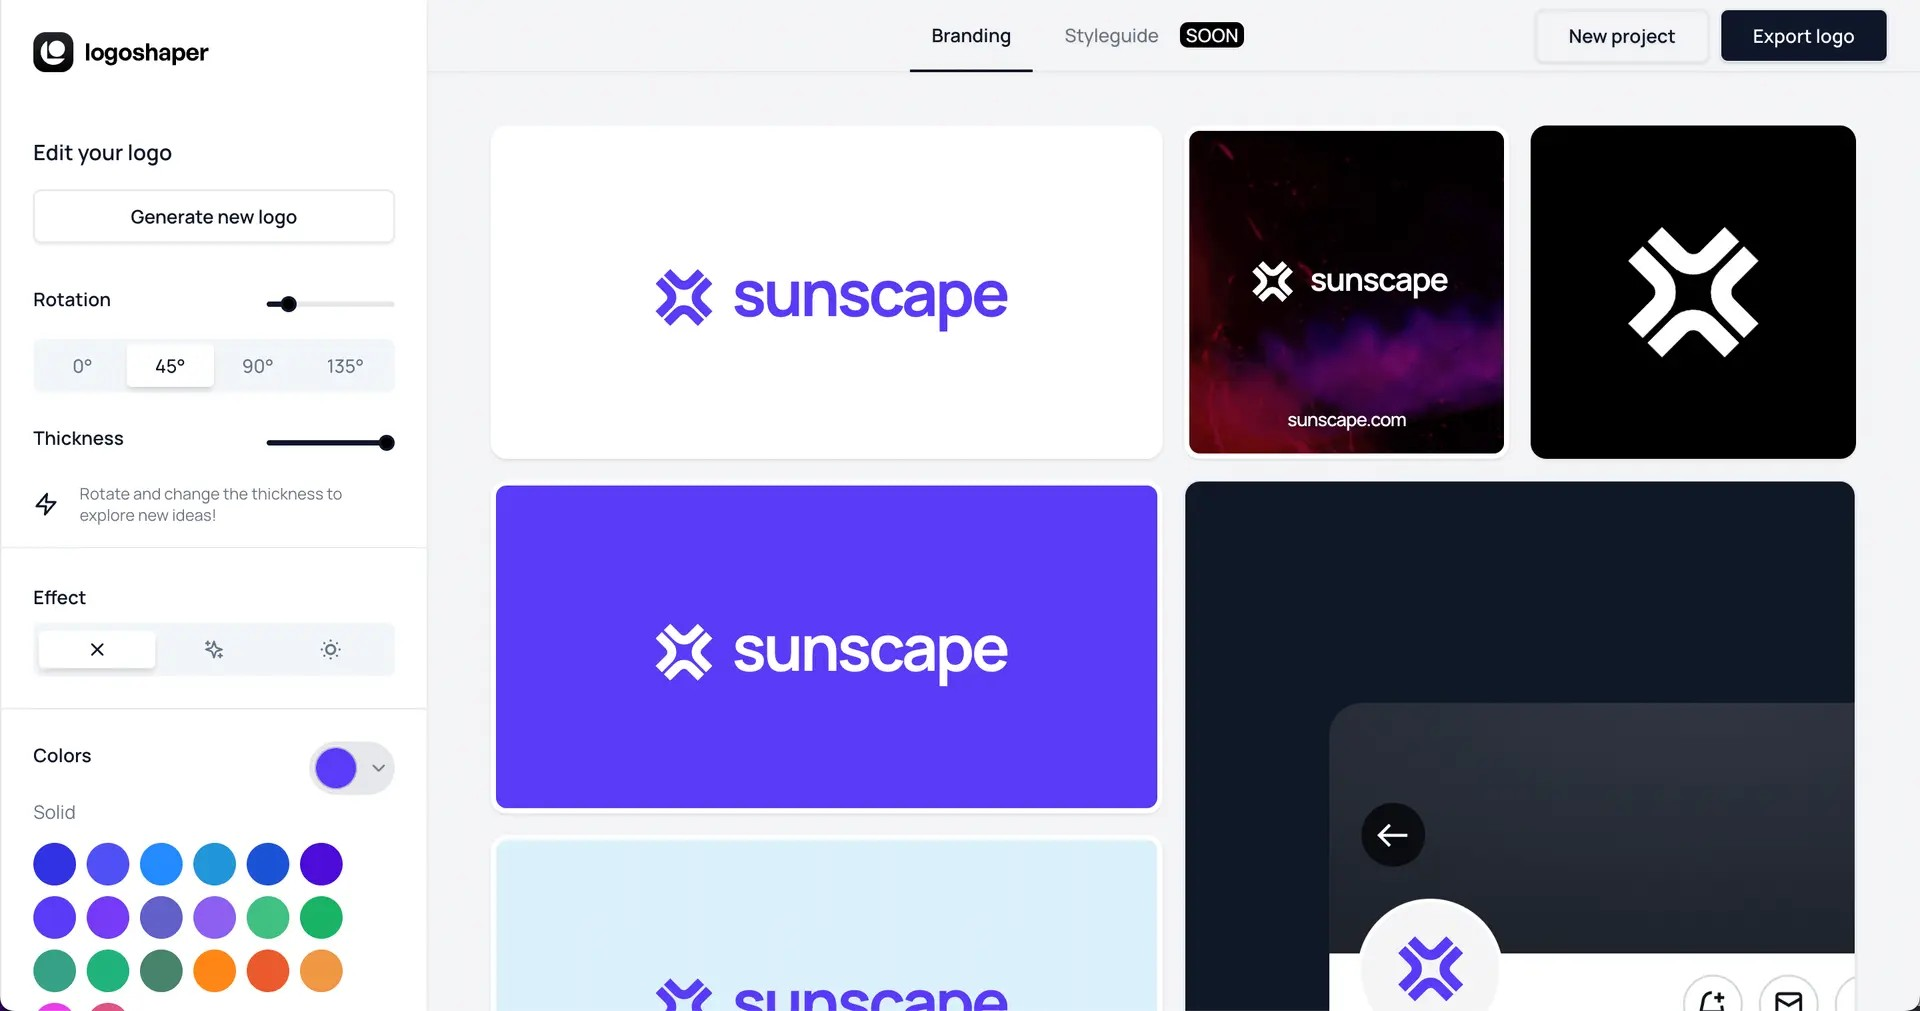 logoshaper
Branding
Styleguide
SOON
New project
Export logo
Edit your logo
Generate new logo
Rotation
0°
45°
90°
135°
Thickness
Rotate and change the thickness to
explore new ideas!
Effect
Colors
Solid
sunscape
sunscape
sunscape.com
sunscape
sunscape